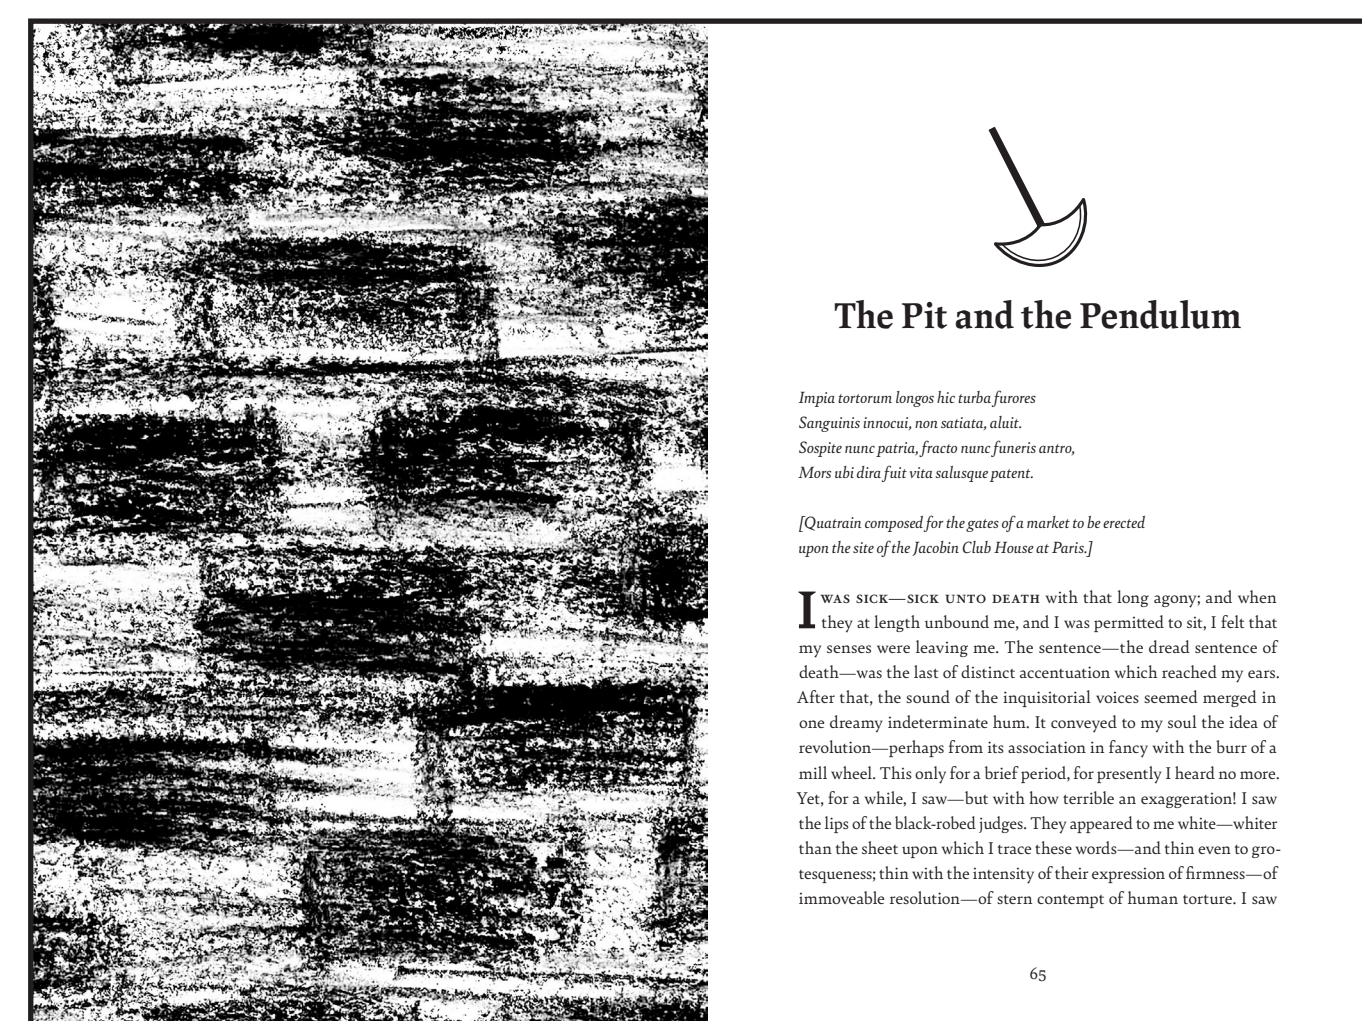 The Pit and the Pendulum
Impia tortorum longos hic turba furores
Sanguinis innocui, non satiata, aluit.
Sospite nunc patria, fracto nunc funeris antro,
Mors ubi dira fuit vita salusque patent.
[Quatrain composed for the gates of a market to be erected
upon the site of the Jacobin Club House at Paris.]
I was sick—sick unto death with that long agony; and when
they at length unbound me, and I was permitted to sit, I felt that
my senses were leaving me. The sentence—the dread sentence of
death—was the last of distinct accentuation which reached my ears.
After that, the sound of the inquisitorial voices seemed merged in
one dreamy indeterminate hum. It conveyed to my soul the idea of
revolution—perhaps from its association in fancy with the burr of a
mill wheel. This only for a brief period, for presently I heard no more.
Yet, for a while, I saw—but with how terrible an exaggeration! I saw
the lips of the black-robed judges. They appeared to me white—whiter
than the sheet upon which I trace these words—and thin even to gro-
tesqueness; thin with the intensity of their expression of firmness—of
immoveable resolution—of stern contempt of human torture. I saw
65